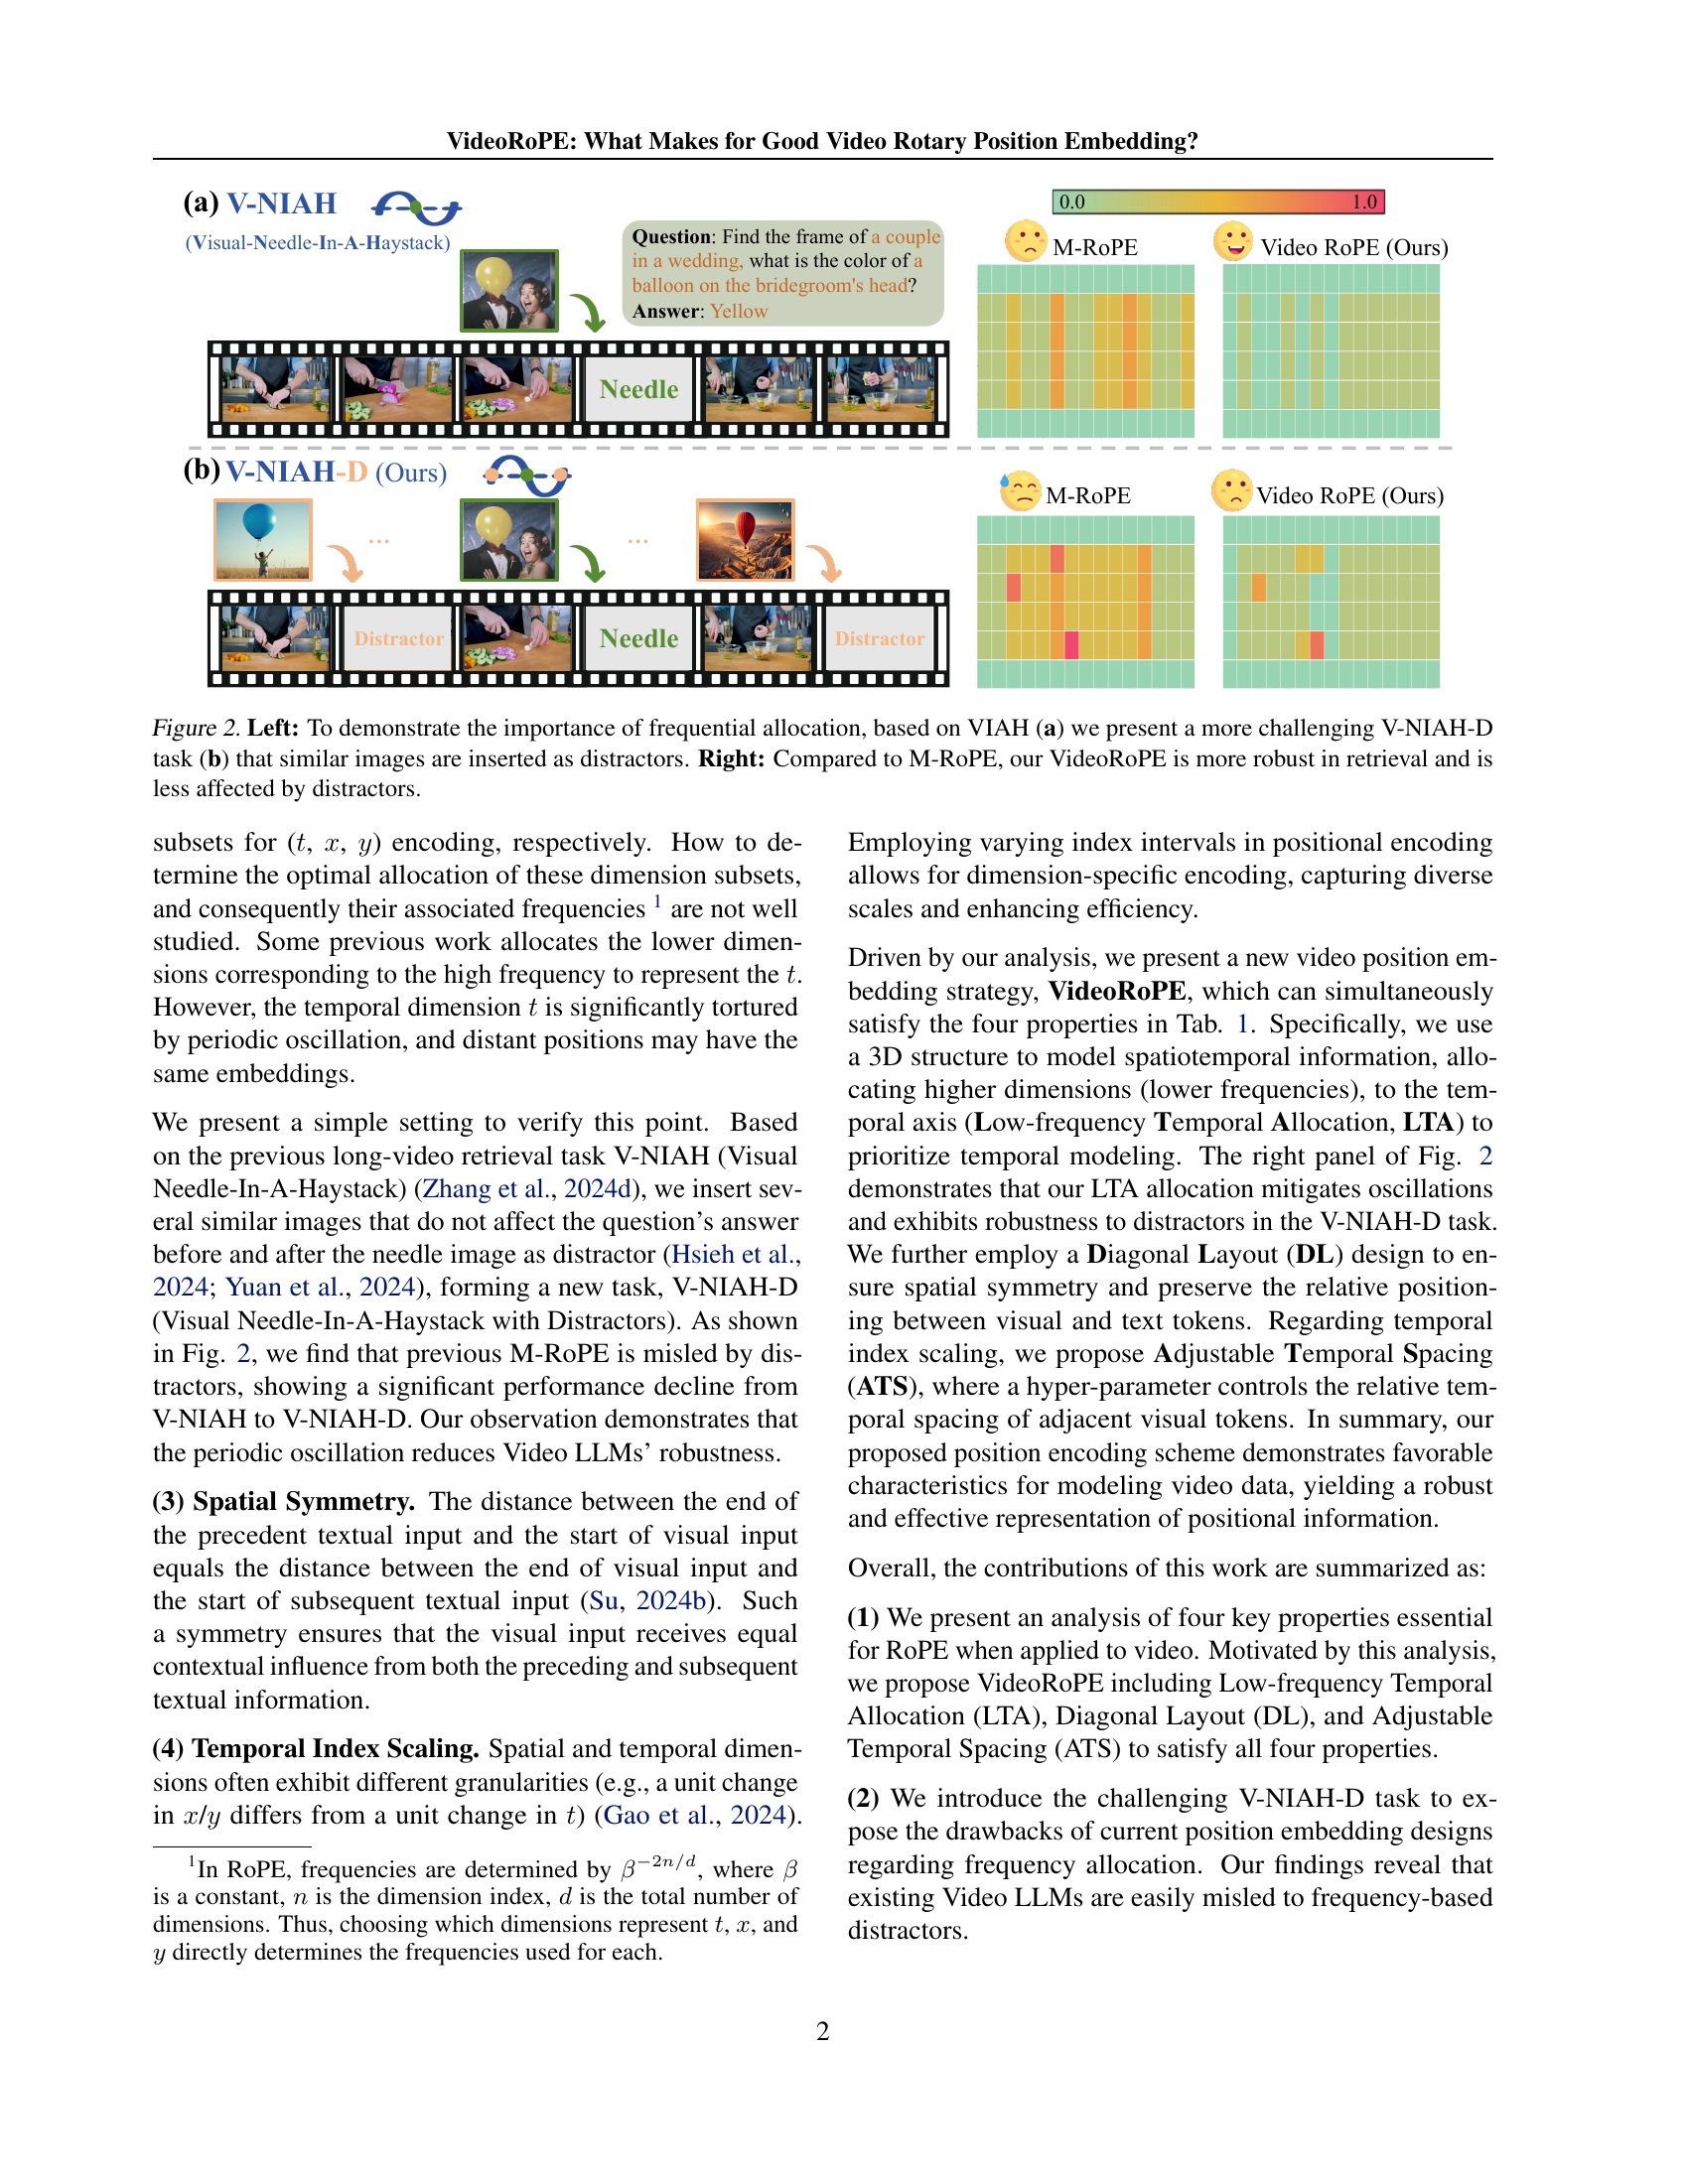 VideoRoPE: What Makes for Good Video Rotary Position Embedding?
(a) V-NIAH
(Visual-Needle-In-A-Haystack)
Question: Find the frame of a couple
in a wedding, what is the color of a
balloon on the bridegroom's head?
Answer: Yellow
Needle
0.0 1.0
M-RoPE Video RoPE (Ours)
(b) V-NIAH-D (Ours)
... ...
Distractor Needle Distractor
M-RoPE Video RoPE (Ours)
Figure 2. Left: To demonstrate the importance of frequential allocation, based on VIAH (a) we present a more challenging V-NIAH-D
task (b) that similar images are inserted as distractors. Right: Compared to M-RoPE, our VideoRoPE is more robust in retrieval and is
less affected by distractors.
subsets for (t, x, y) encoding, respectively. How to de-
termine the optimal allocation of these dimension subsets,
and consequently their associated frequencies 1 are not well
studied. Some previous work allocates the lower dimen-
sions corresponding to the high frequency to represent the t.
However, the temporal dimension t is significantly tortured
by periodic oscillation, and distant positions may have the
same embeddings.
We present a simple setting to verify this point. Based
on the previous long-video retrieval task V-NIAH (Visual
Needle-In-A-Haystack) (Zhang et al., 2024d), we insert sev-
eral similar images that do not affect the question's answer
before and after the needle image as distractor (Hsieh et al.,
2024; Yuan et al., 2024), forming a new task, V-NIAH-D
(Visual Needle-In-A-Haystack with Distractors). As shown
in Fig. 2, we find that previous M-RoPE is misled by dis-
tractors, showing a significant performance decline from
V-NIAH to V-NIAH-D. Our observation demonstrates that
the periodic oscillation reduces Video LLMs' robustness.
(3) Spatial Symmetry. The distance between the end of
the precedent textual input and the start of visual input
equals the distance between the end of visual input and
the start of subsequent textual input (Su, 2024b). Such
a symmetry ensures that the visual input receives equal
contextual influence from both the preceding and subsequent
textual information.
(4) Temporal Index Scaling. Spatial and temporal dimen-
sions often exhibit different granularities (e.g., a unit change
in x/y differs from a unit change in t) (Gao et al., 2024).
1In RoPE, frequencies are determined by β−2n/d, where β
is a constant, n is the dimension index, d is the total number of
dimensions. Thus, choosing which dimensions represent t, x, and
y directly determines the frequencies used for each.
Employing varying index intervals in positional encoding
allows for dimension-specific encoding, capturing diverse
scales and enhancing efficiency.
Driven by our analysis, we present a new video position em-
bedding strategy, VideoRoPE, which can simultaneously
satisfy the four properties in Tab. 1. Specifically, we use
a 3D structure to model spatiotemporal information, allo-
cating higher dimensions (lower frequencies), to the tem-
poral axis (Low-frequency Temporal Allocation, LTA) to
prioritize temporal modeling. The right panel of Fig. 2
demonstrates that our LTA allocation mitigates oscillations
and exhibits robustness to distractors in the V-NIAH-D task.
We further employ a Diagonal Layout (DL) design to en-
sure spatial symmetry and preserve the relative position-
ing between visual and text tokens. Regarding temporal
index scaling, we propose Adjustable Temporal Spacing
(ATS), where a hyper-parameter controls the relative tem-
poral spacing of adjacent visual tokens. In summary, our
proposed position encoding scheme demonstrates favorable
characteristics for modeling video data, yielding a robust
and effective representation of positional information.
Overall, the contributions of this work are summarized as:
(1) We present an analysis of four key properties essential
for RoPE when applied to video. Motivated by this analysis,
we propose VideoRoPE including Low-frequency Temporal
Allocation (LTA), Diagonal Layout (DL), and Adjustable
Temporal Spacing (ATS) to satisfy all four properties.
(2) We introduce the challenging V-NIAH-D task to ex-
pose the drawbacks of current position embedding designs
regarding frequency allocation. Our findings reveal that
existing Video LLMs are easily misled to frequency-based
distractors.
2